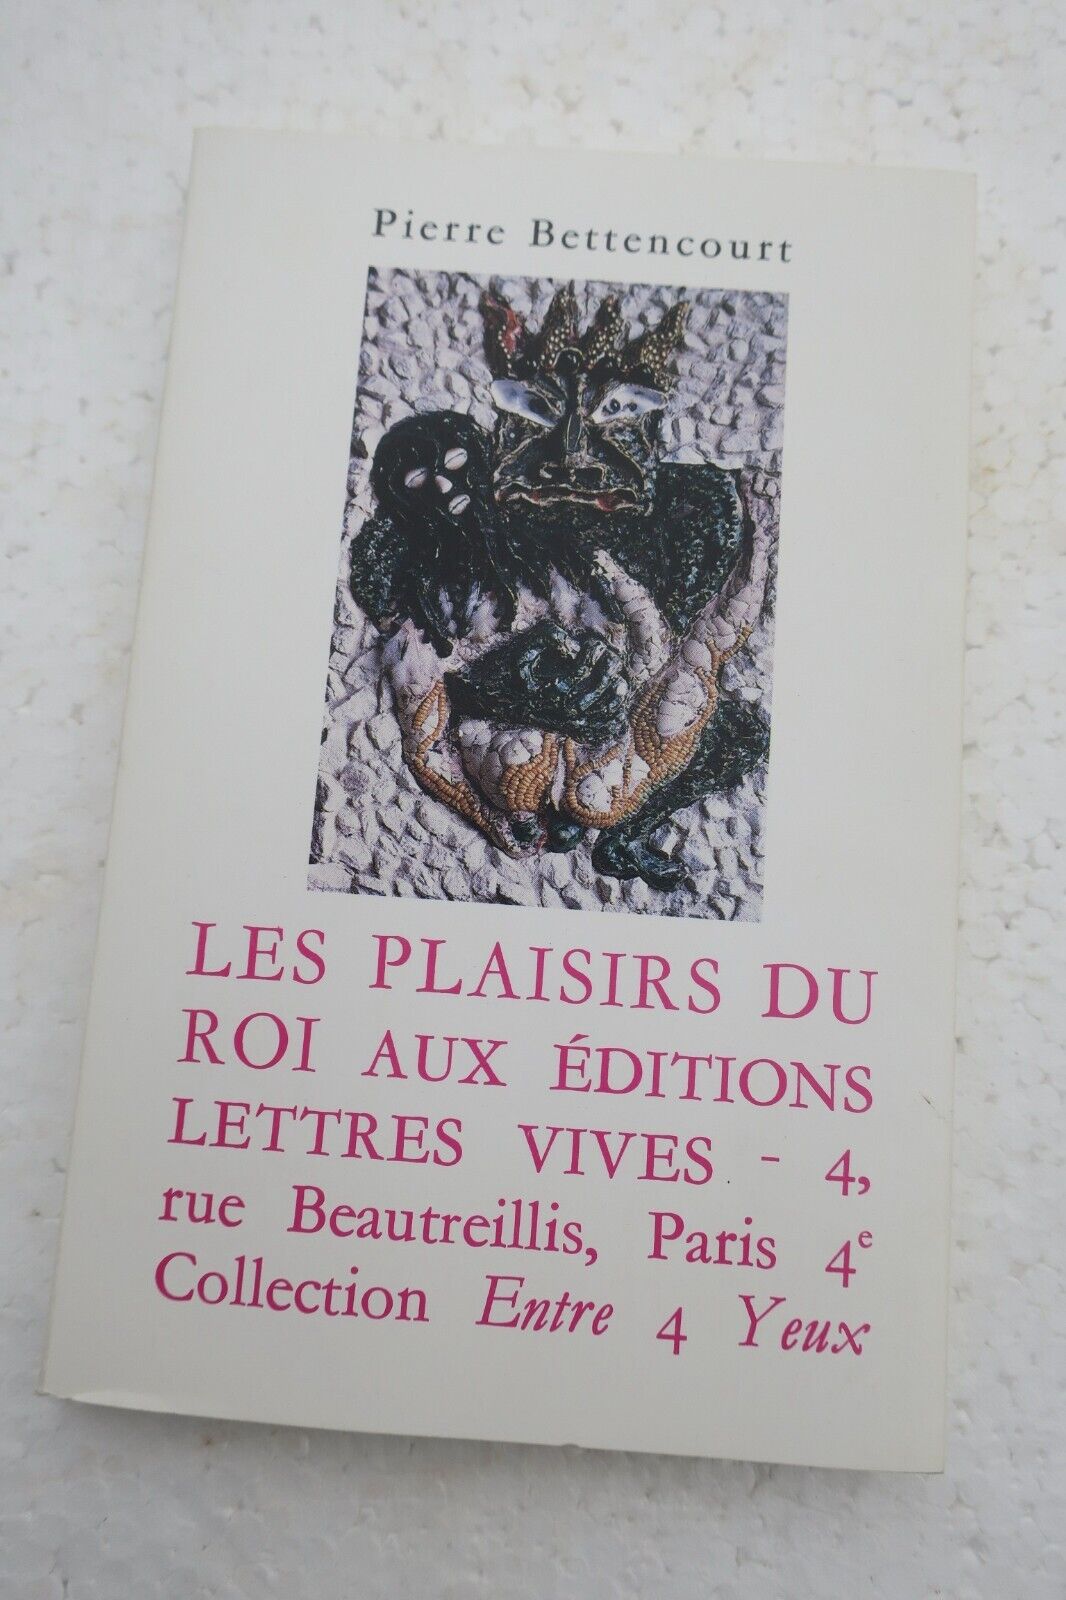 Pierre Bettencourt
LES PLAISIRS DU
ROI AUX ÉDITIONS
LETTRES VIVES - 4,
rue Beautreillis, Paris 4e
Collection Entre 4 Yeux